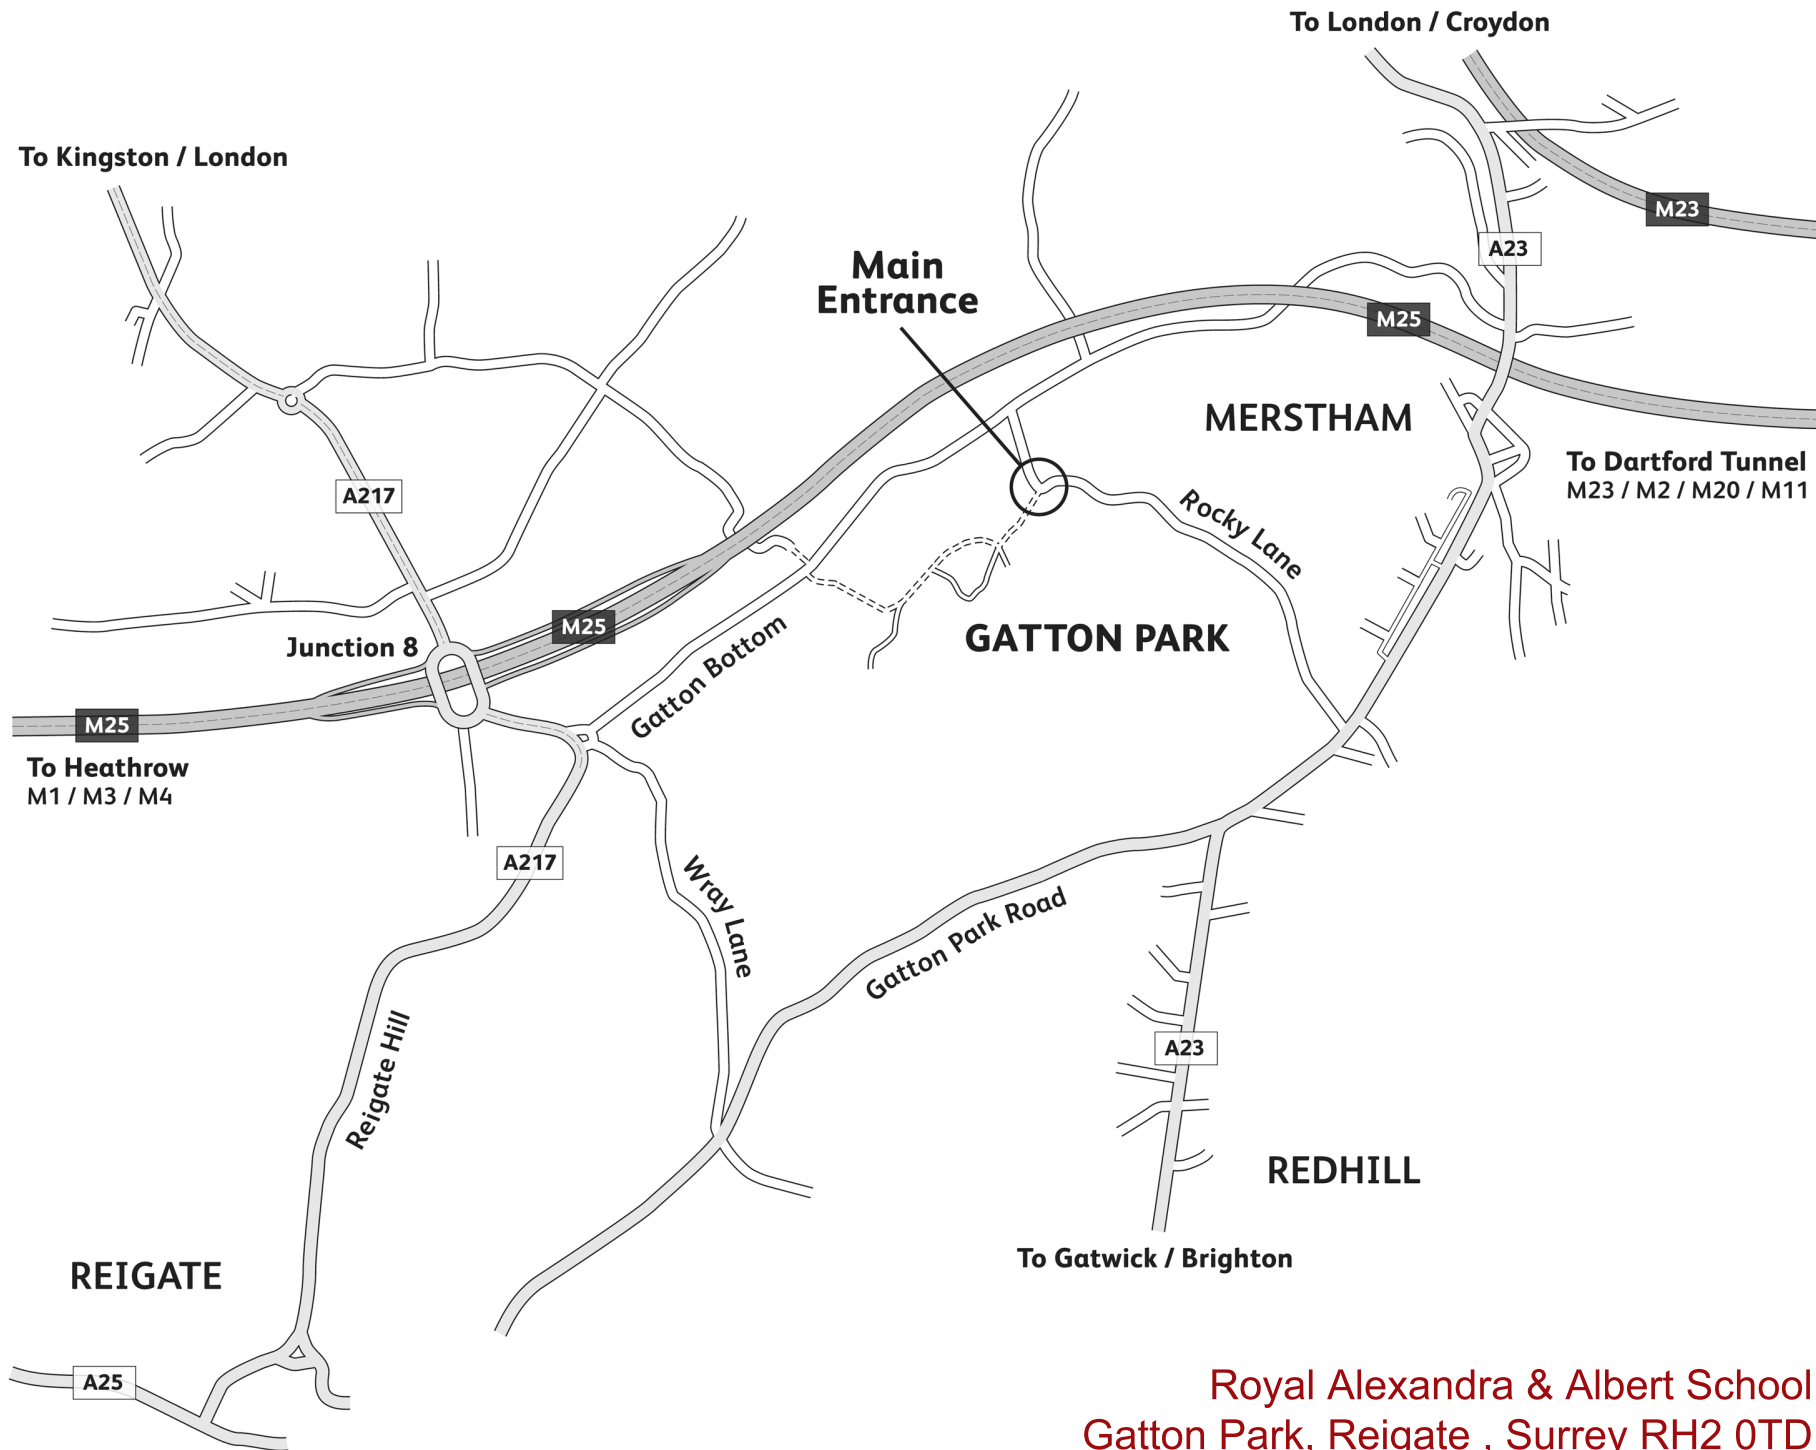 To London / Croydon
To Kingston / London
M23
A23
Main
Entrance
M25
MERSTHAM
To Dartford Tunnel
M23 / M2 / M20 / M11
A217
Rocky Lane
M25
Junction 8
GATTON PARK
Gatton Bottom
M25
To Heathrow
M1 / M3 / M4
A217
Wray Lane
Gatton Park Road
Reigate Hill
A23
REDHILL
To Gatwick / Brighton
REIGATE
A25
Royal Alexandra & Albert School
Gatton Park, Reigate , Surrey RH2 0TD